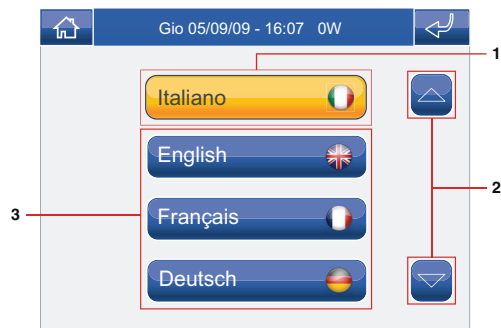 Gio 05/09/09 - 16:07 0W
1
Italiano
English
2
3
Français
Deutsch